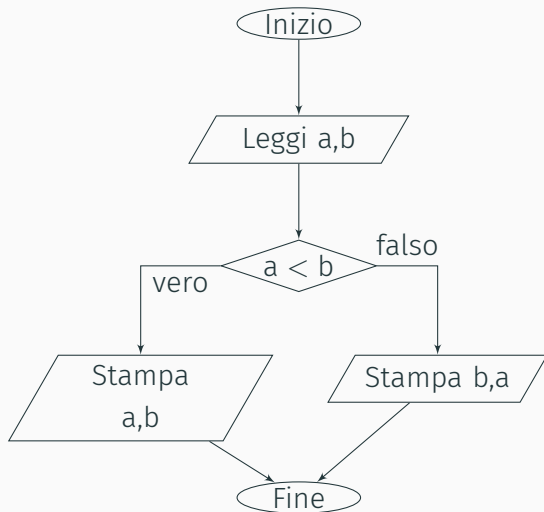 Inizio
Leggi a,b
falso
a < b
vero
Stampa
a,b
Stampa b,a
Fine